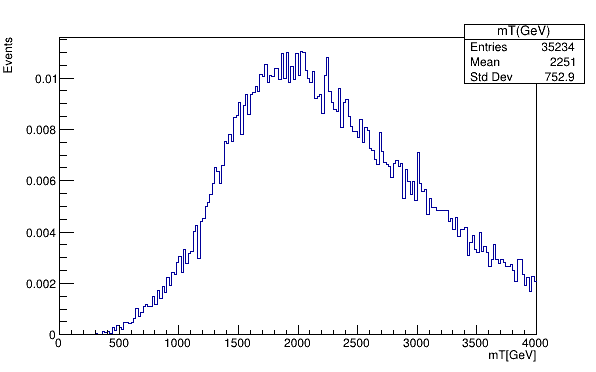 mT(GeV)
Entries 35234
Mean 2251
Std Dev 752.9
Events
0.01
0.008
0.006
0.004
0.002
0
0 500 1000 1500 2000 2500 3000 3500 4000
mT[GeV]